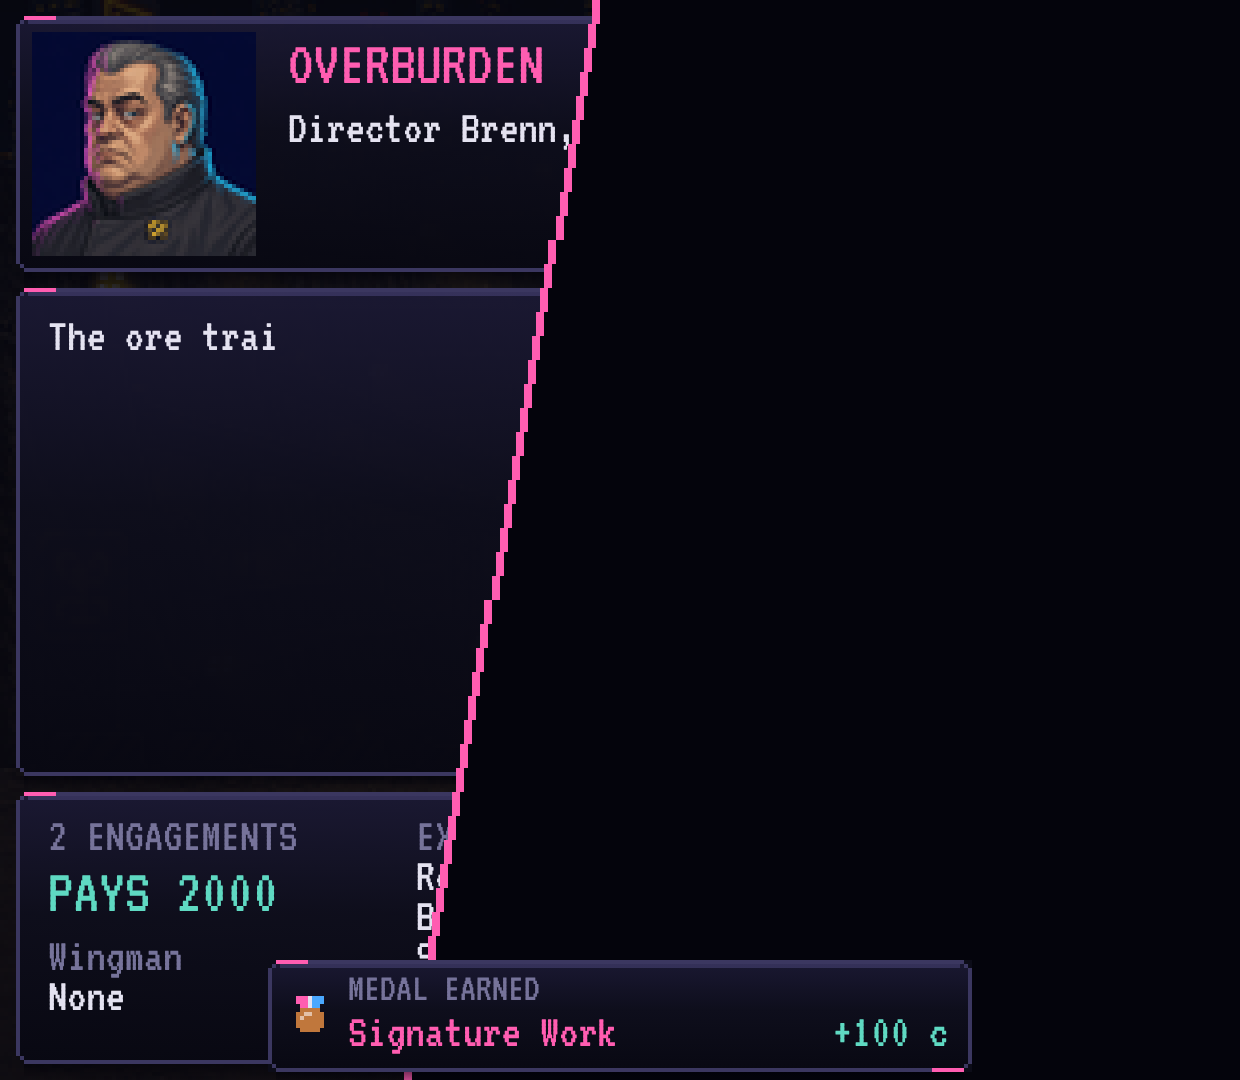 OVERBURDEN
Director Brenn,
The ore trai
2 ENGAGEMENTS
PAYS 2000
Wingman
None
MEDAL EARNED
Signature Work
+100 c